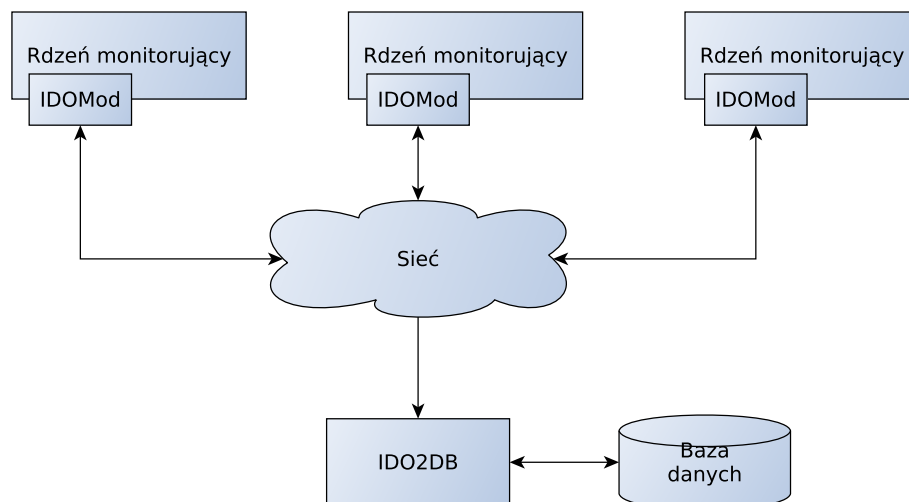 Rdzeń monitorujący
IDOMod
Rdzeń monitorujący
IDOMod
Rdzeń monitorujący
IDOMod
Sieć
IDO2DB
Baza
danych